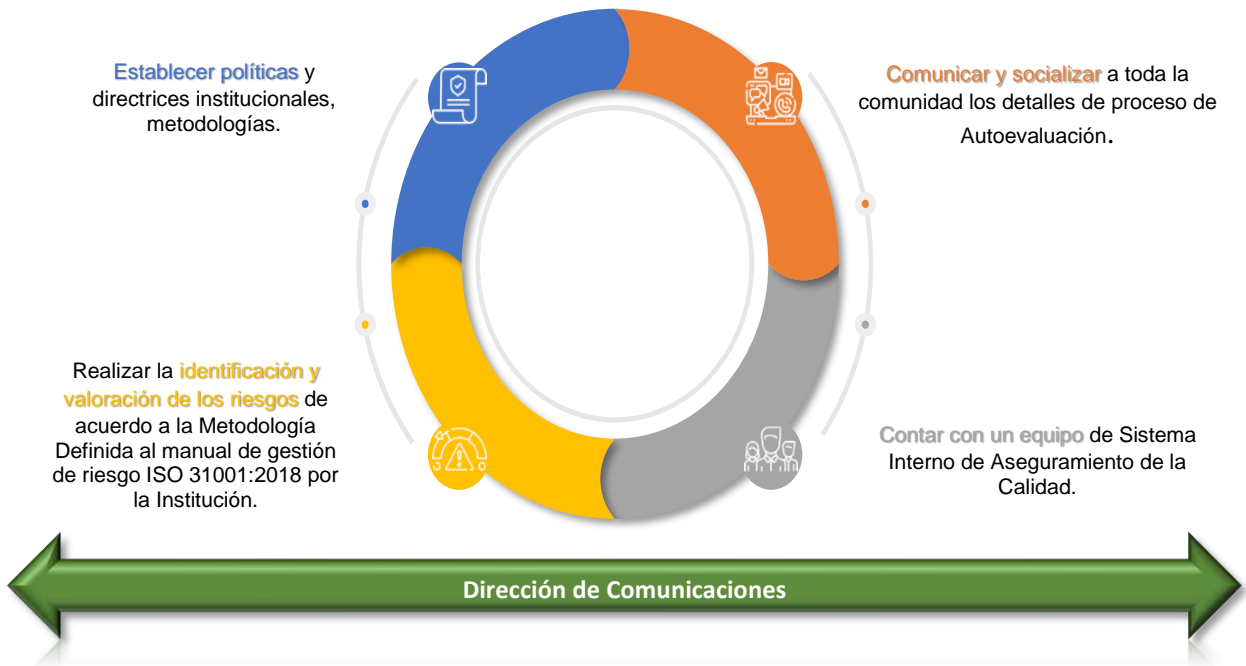 Establecer políticas y
directrices institucionales,
metodologías.
Comunicar y socializar a toda la
comunidad los detalles de proceso de
Autoevaluación.
Realizar la identificación y
valoración de los riesgos de
acuerdo a la Metodología
Definida al manual de gestión
de riesgo ISO 31001:2018 por
la Institución.
Contar con un equipo de Sistema
Interno de Aseguramiento de la
Calidad.
Dirección de Comunicaciones